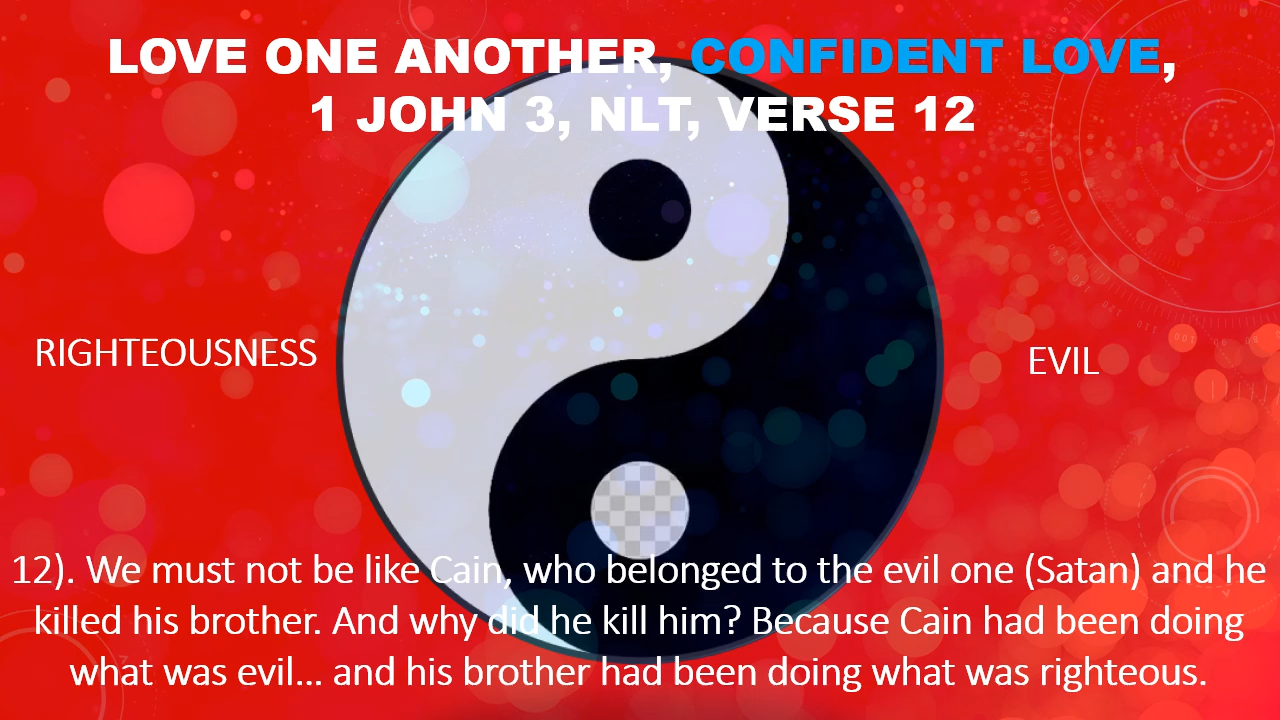 LOVE ONE ANOTHER, CONFIDENT LOVE,
1 JOHN 3, NLT, VERSE 12
RIGHTEOUSNESS
EVIL
12). We must not be like Cain, who belonged to the evil one (Satan) and he
killed his brother. And why did he kill him? Because Cain had been doing
what was evil... and his brother had been doing what was righteous.